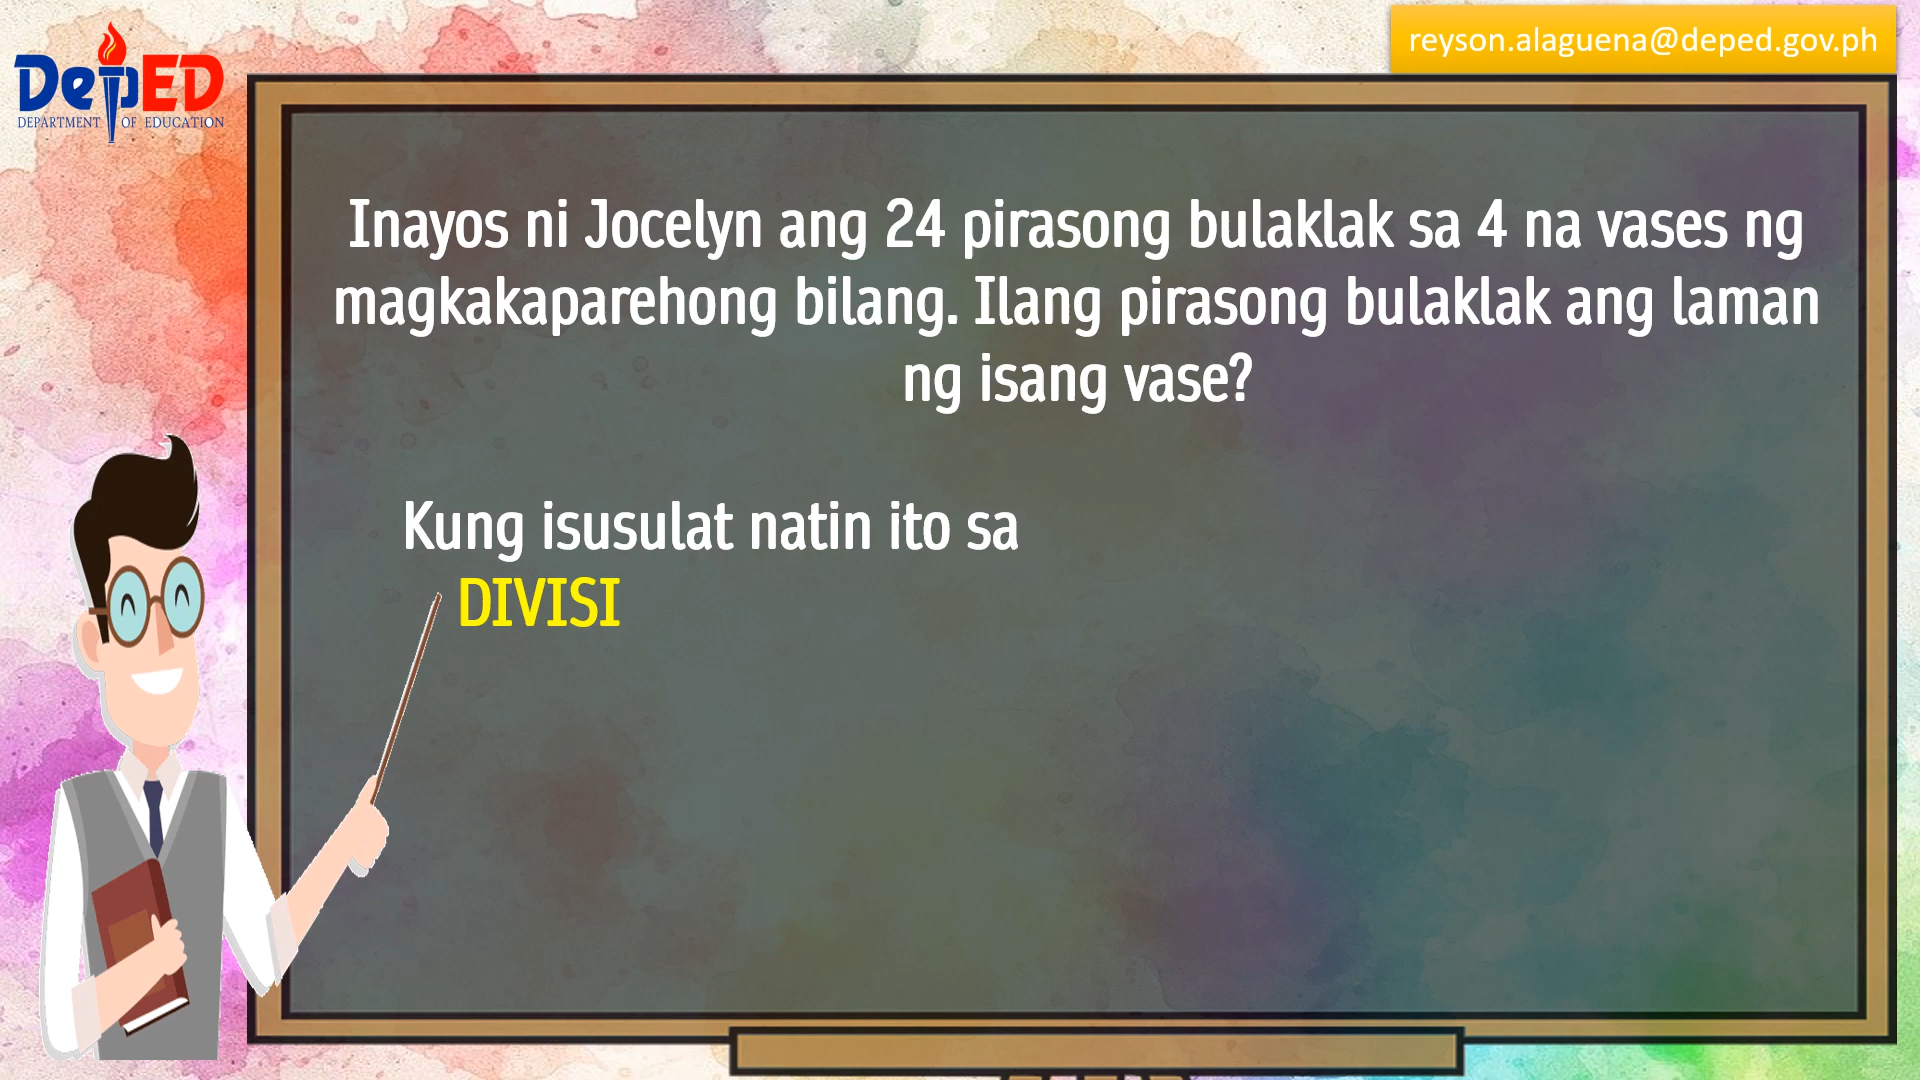 reyson.alaguena@deped.gov.ph
DepED
DEPARTMENT OF EDUCATION
Inayos ni Jocelyn ang 24 pirasong bulaklak sa 4 na vases ng
magkakaparehong bilang. Ilang pirasong bulaklak ang laman
ng isang vase?
Kung isusulat natin ito sa
DIVISI